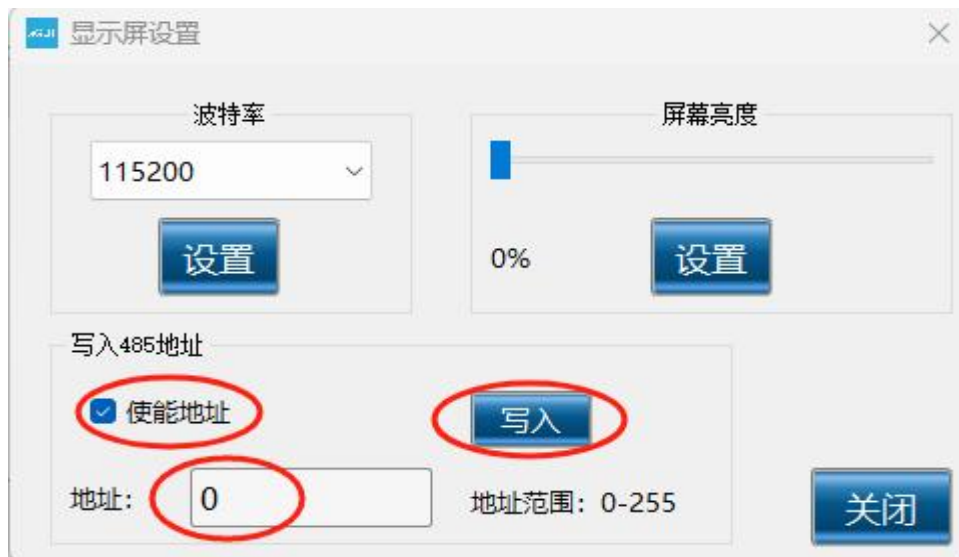 显示屏设置
波特率
屏幕亮度
115200
设置
0%
设置
写入485地址
使能地址
写入
地址:
0
地址范围: 0-255
关闭